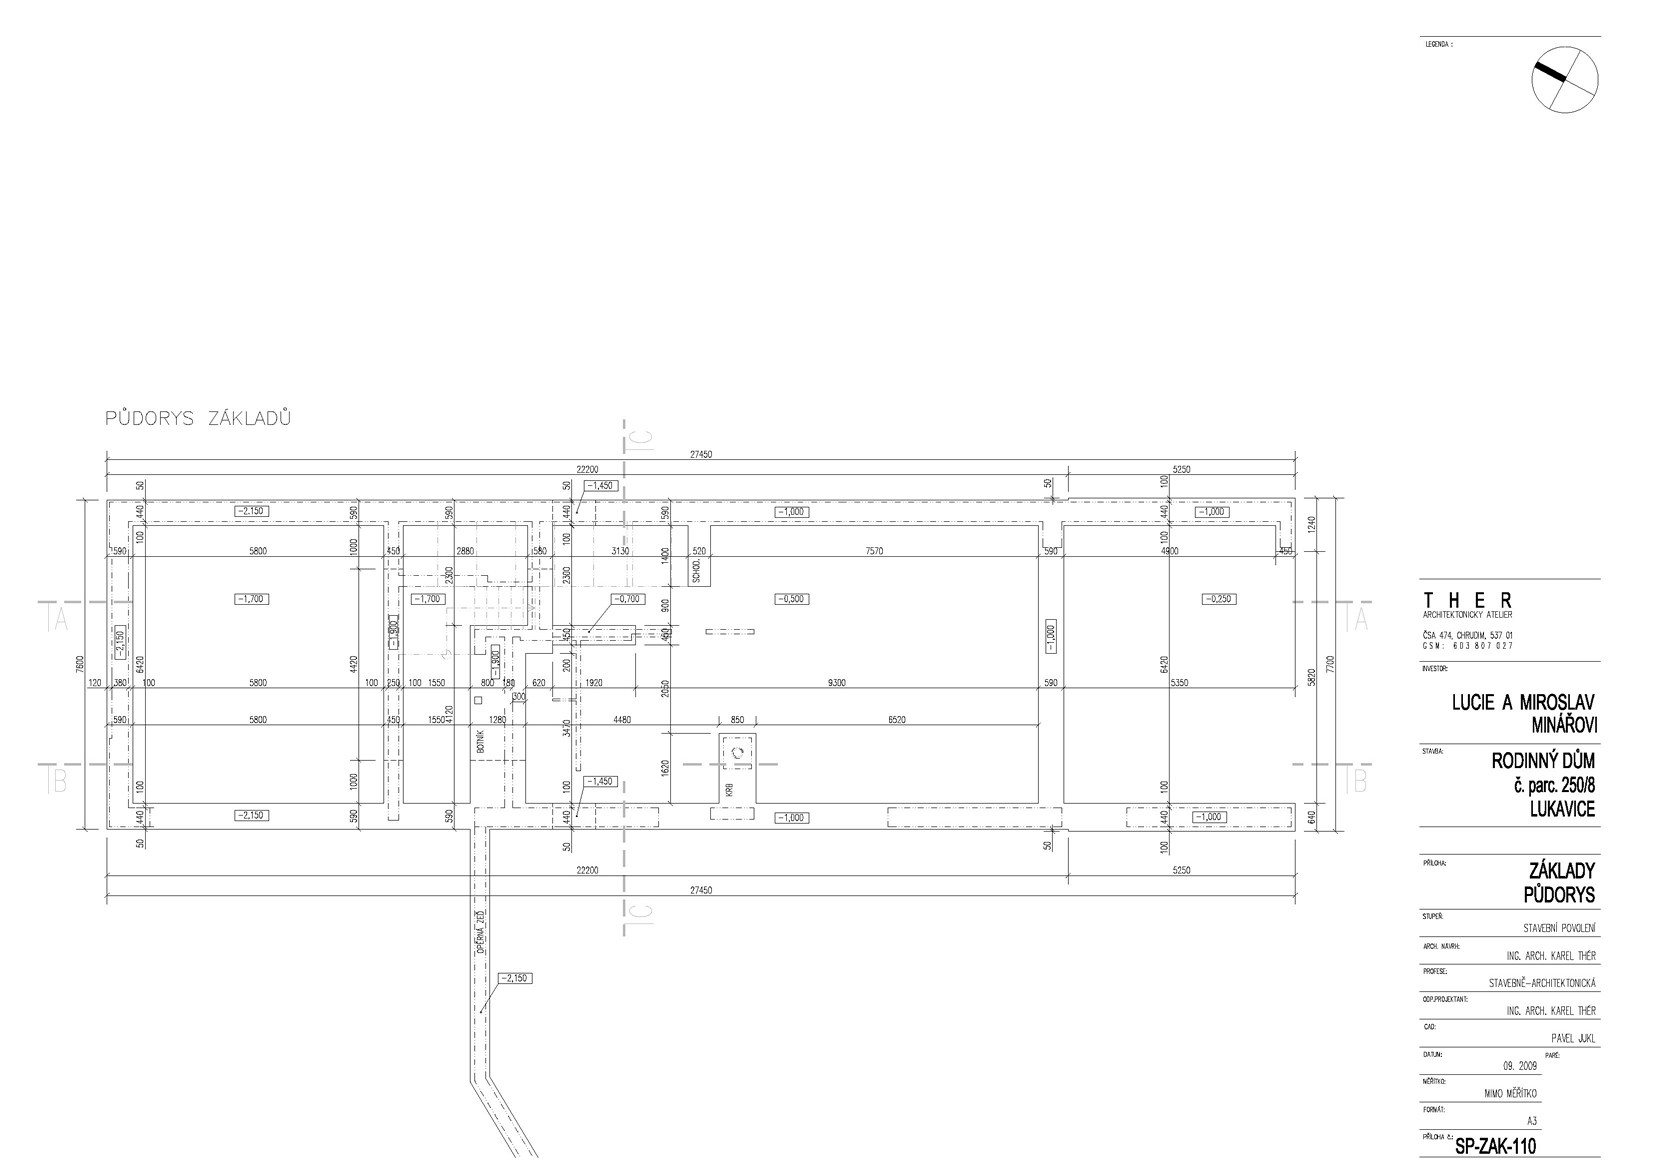 LEGENDA :
PŮDORYS ZÁKLADŮ
C
27450
22200
5250
50
-1,450
50
100
440
-2.150
590
590
440
590
-1,000
440
-1,000
1240
100
1000
100
1400
100
590
5800
450
2880
580
3130
520
7570
590
4900
450
2300
2300
SCHOD.
-1,700
-1,700
-0,700
-0,500
-0,250
900
A
A
-2,150
-1,900
450
450
-1,000
7600
6420
4420
-1,900
200
6420
5820
7700
120
380
100
5800
100
250
100
1550
800
180
620
1920
2050
9300
590
5350
300
590
5800
450
1550
4120
1280
3470
4480
850
6520
BOTNÍK
B
B
100
1000
100
1620
KRB
100
-1,450
440
-2,150
590
590
440
-1,000
440
-1,000
640
50
50
50
100
22200
5250
27450
C
OPĚRNÁ ZEĎ
-2,150
T H E R
ARCHITEKTONICKÝ ATELIER
ČSA 474, CHRUDIM, 537 01
GSM: 603 807 027
INVESTOR:
LUCIE A MIROSLAV
MINÁŘOVI
STAVBA:
RODINNÝ DŮM
č. parc. 250/8
LUKAVICE
PŘÍLOHA:
ZÁKLADY
PŮDORYS
STUPEŇ:
STAVEBNÍ POVOLENÍ
ARCH. NÁVRH:
ING. ARCH. KAREL THÉR
PROFESE:
STAVEBNĚ-ARCHITEKTONICKÁ
ODP.PROJEKTANT:
ING. ARCH. KAREL THÉR
CAD:
PAVEL JUKL
DATUM:
PARÉ:
09. 2009
MĚŘÍTKO:
MIMO MĚŘÍTKO
FORMÁT:
A3
PŘÍLOHA č.:
SP-ZAK-110